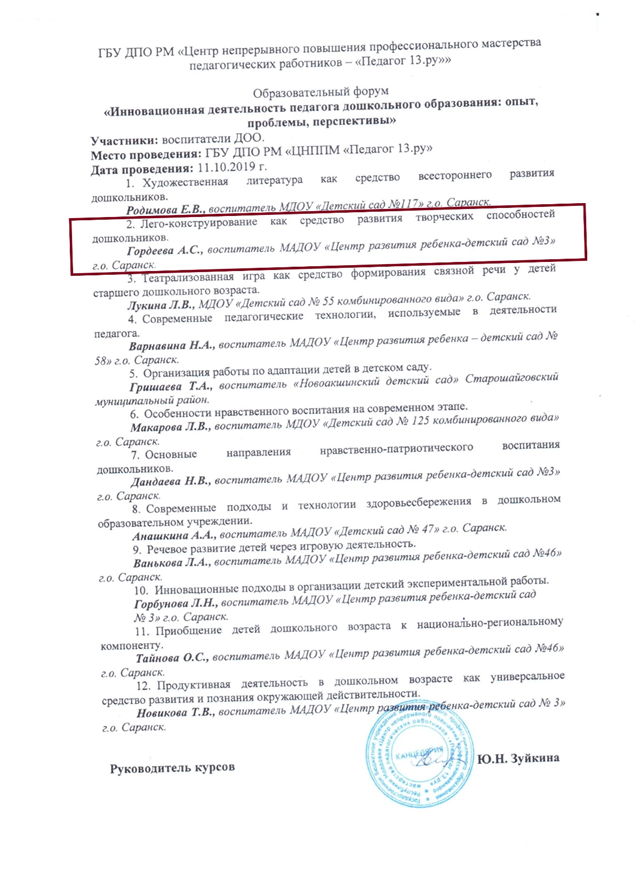 ГБУ ДПО РМ «Центр непрерывного повышения профессионального мастерства
педагогических работников – «Педагог 13.ру»»
Образовательный форум
«Инновационная деятельность педагога дошкольного образования: опыт,
проблемы, перспективы»
Участники: воспитатели ДОО.
Место проведения: ГБУ ДПО РМ «ЦНППМ «Педагог 13.ру»
Дата проведения: 11.10.2019 г.
1. Художественная литература как средство всестороннего развития
дошкольников.
Родимова Е.В., воспитатель МДОУ «Детский сад №117» г.о. Саранск.
2. Лего-конструирование как средство развития творческих способностей
дошкольников.
Гордеева А.С., воспитатель МАДОУ «Центр развития ребенка-детский сад №3»
г.о. Саранск.
3. Театрализованная игра как средство формирования связной речи у детей
старшего дошкольного возраста.
Лукина Л.В., МДОУ «Детский сад № 55 комбинированного вида» г.о. Саранск.
4. Современные педагогические технологии, используемые в деятельности
педагога.
Варнавина Н.А., воспитатель МАДОУ «Центр развития ребенка – детский сад №
58» г.о. Саранск.
5. Организация работы по адаптации детей в детском саду.
Гришаева Т.А., воспитатель «Новоакшинский детский сад» Старошайговский
муниципальный район.
6. Особенности нравственного воспитания на современном этапе.
Макарова Л.В., воспитатель МДОУ «Детский сад № 125 комбинированного вида»
г.о. Саранск.
7. Основные направления нравственно-патриотического воспитания
дошкольников.
Дандаева Н.В., воспитатель МАДОУ «Центр развития ребенка-детский сад №3»
г.о. Саранск.
8. Современные подходы и технологии здоровьесбережения в дошкольном
образовательном учреждении.
Анашкина А.А., воспитатель МАДОУ «Детский сад № 47» г.о. Саранск.
9. Речевое развитие детей через игровую деятельность.
Ванькова Л.А., воспитатель МАДОУ «Центр развития ребенка-детский сад №46»
г.о. Саранск.
10. Инновационные подходы в организации детский экспериментальной работы.
Горбунова Л.Н., воспитатель МАДОУ «Центр развития ребенка-детский сад
№ 3» г.о. Саранск.
11. Приобщение детей дошкольного возраста к национально-региональному
компоненту.
Тайнова О.С., воспитатель МАДОУ «Центр развития ребенка-детский сад №46»
г.о. Саранск.
12. Продуктивная деятельность в дошкольном возрасте как универсальное
средство развития и познания окружающей действительности.
Новикова Т.В., воспитатель МАДОУ «Центр развития ребенка-детский сад № 3»
г.о. Саранск.
КАНЦЕЛЯРИЯ
Руководитель курсов Ю.Н. Зуйкина